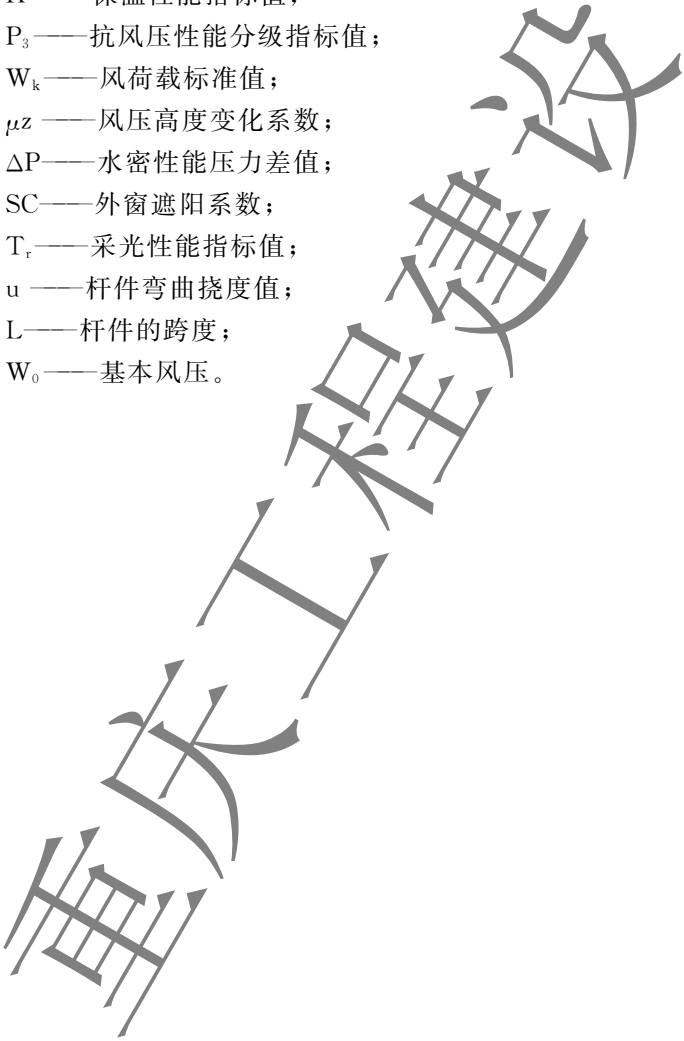 P₃——抗风压性能分级指标值；
Wₖ——风荷载标准值；
μz ——风压高度变化系数；
ΔP——水密性能压力差值；
SC——外窗遮阳系数；
Tᵣ——采光性能指标值；
u ——杆件弯曲挠度值；
L——杆件的跨度；
W₀——基本风压。
重庆工程建设